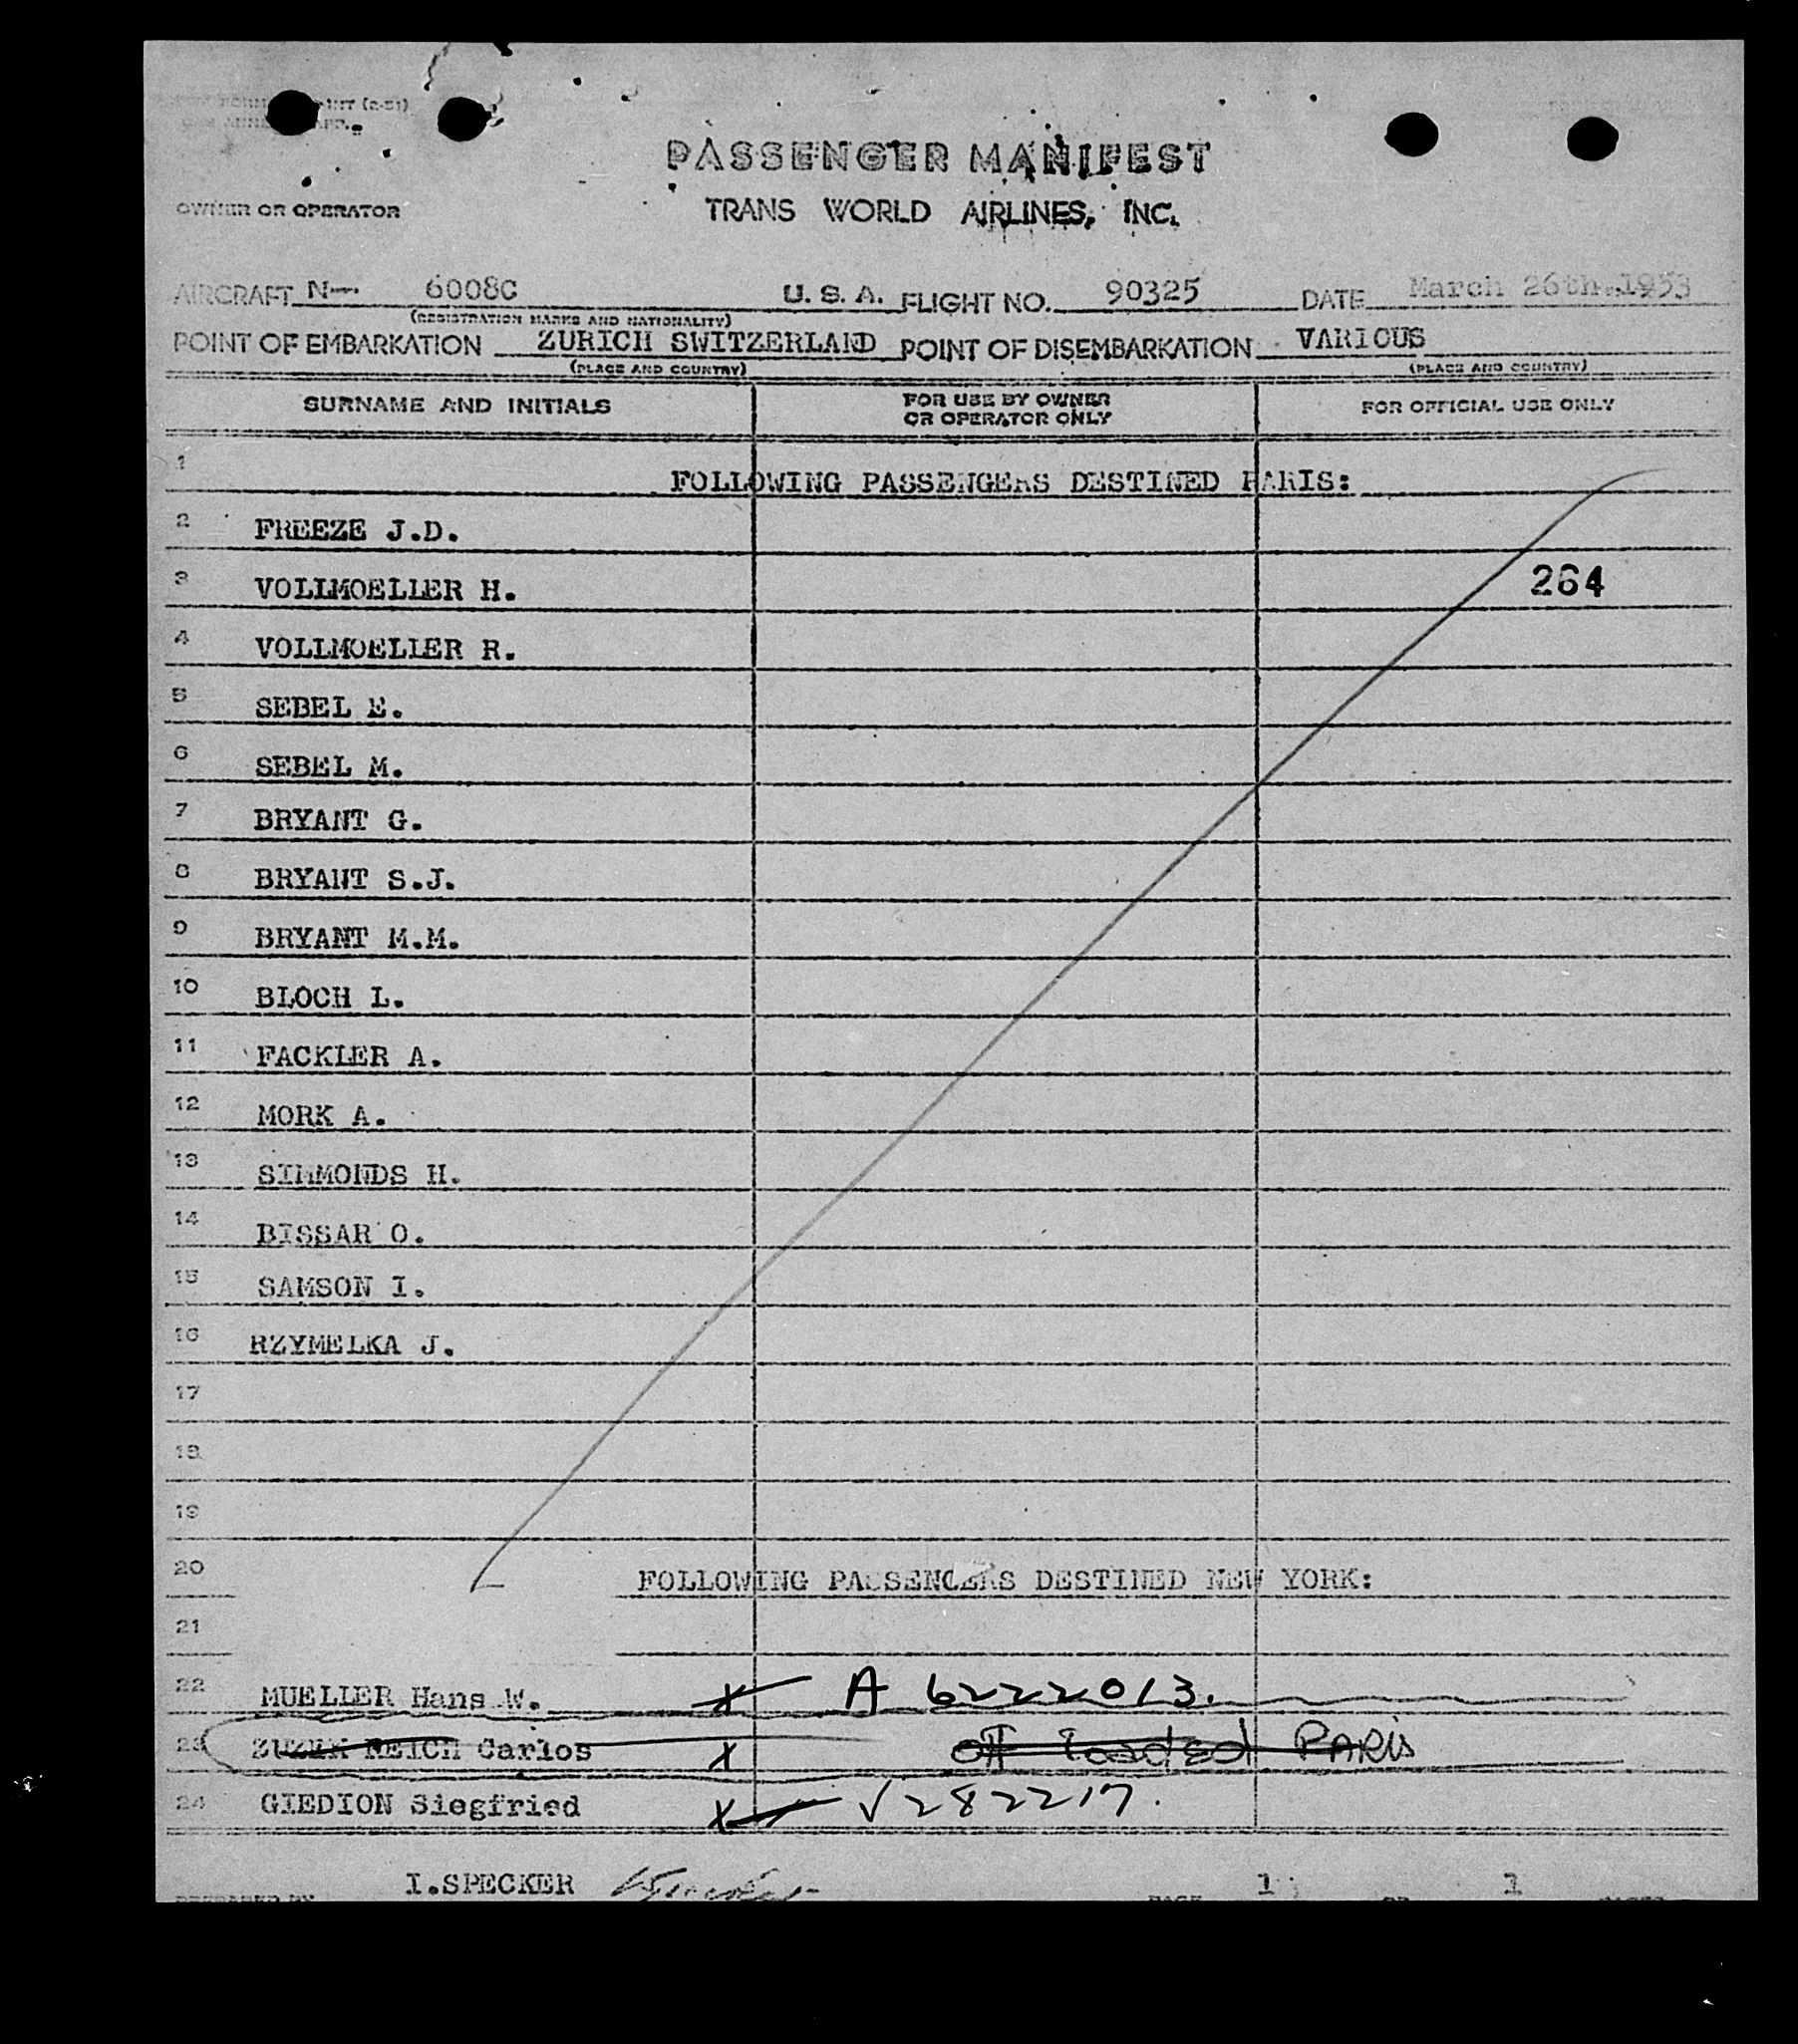 PASSENGER MANIFEST
OWNER OR OPERATOR
TRANS WORLD AIRLINES, INC.
AIRCRAFT N— 6008C U. S. A. FLIGHT NO. 90325 DATE March 26th.1953
(REGISTRATION MARKS AND NATIONALITY)
POINT OF EMBARKATION ZURICH SWITZERLAND POINT OF DISEMBARKATION VARIOUS
(PLACE AND COUNTRY) (PLACE AND COUNTRY)
SURNAME AND INITIALS FOR USE BY OWNER OR OPERATOR ONLY FOR OFFICIAL USE ONLY
1 FOLLOWING PASSENGERS DESTINED PARIS:
2 FREEZE J.D.
3 VOLLMOELLER H. 264
4 VOLLMOELLER R.
5 SEBEL E.
6 SEBEL M.
7 BRYANT G.
8 BRYANT S.J.
9 BRYANT M.M.
10 BLOCH L.
11 FACKLER A.
12 MORK A.
13 SIMMONDS H.
14 BISSAR O.
15 SAMSON I.
16 RZYMELKA J.
17
18
19
20 FOLLOWING PASSENGERS DESTINED NEW YORK:
21
22 MUELLER Hans W. x A 6222013.
23 REICH Carlos x off loaded PARIS
24 GIEDION Siegfried x √282217.
I.SPECKER 1 1